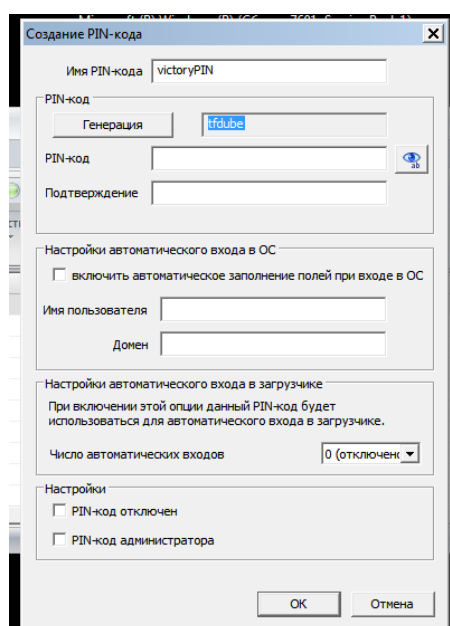 Создание PIN-кода
Имя PIN-кода victoryPIN
PIN-код
Генерация tfdube
PIN-код
ab
Подтверждение
Настройки автоматического входа в ОС
включить автоматическое заполнение полей при входе в ОС
Имя пользователя
Домен
Настройки автоматического входа в загрузчике
При включении этой опции данный PIN-код будет
использоваться для автоматического входа в загрузчике.
Число автоматических входов 0 (отключенс
Настройки
PIN-код отключен
PIN-код администратора
OK Отмена